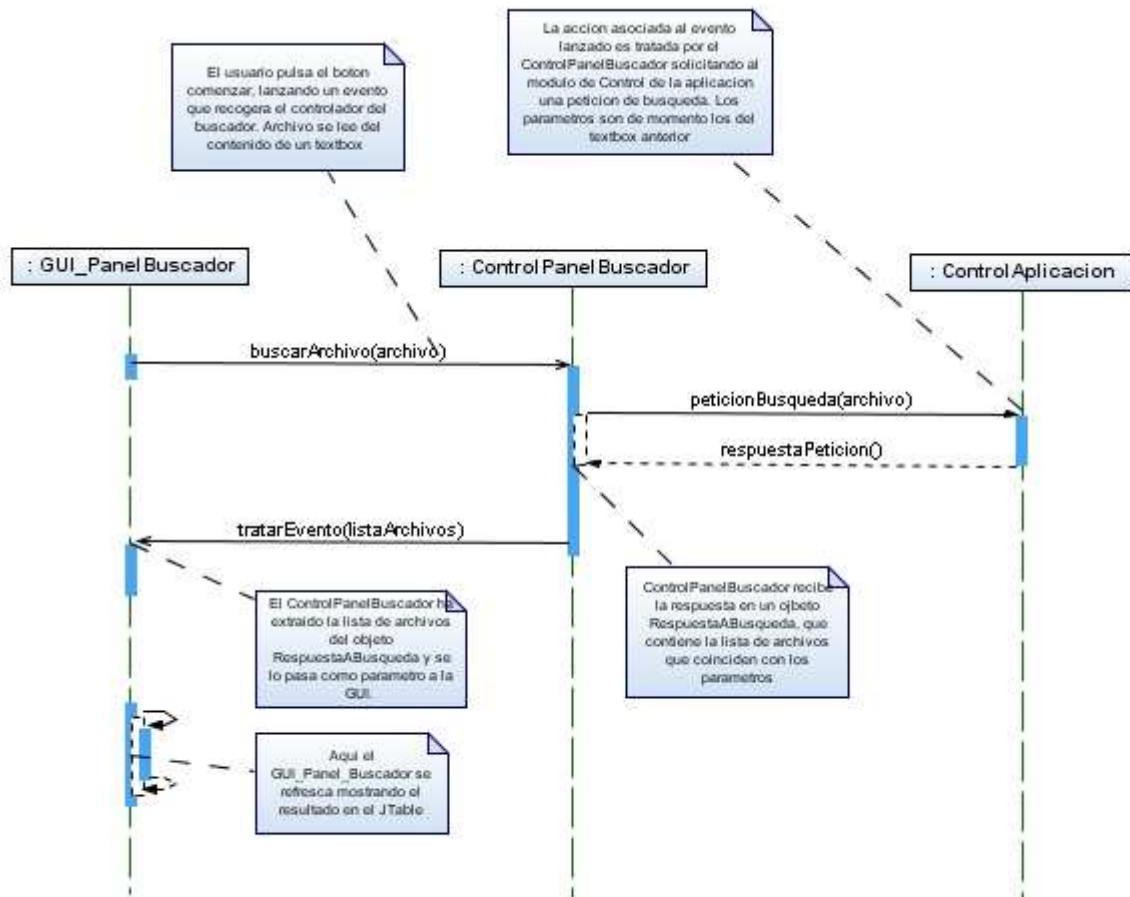 El usuario pulsa el boton
comenzar, lanzando un evento
que recogera el controlador del
buscador. Archivo se lee del
contenido de un textbox
La accion asociada al evento
lanzado es tratada por el
ControlPanelBuscador solicitando al
modulo de Control de la aplicacion
una peticion de busqueda. Los
parametros son de momento los del
textbox anterior
: GUI_PanelBuscador
: ControlPanelBuscador
: ControlAplicacion
buscarArchivo(archivo)
peticionBusqueda(archivo)
respuestaPeticion()
tratarEvento(listaArchivos)
El ControlPanelBuscador ha
extraido la lista de archivos
del objeto
RespuestaABusqueda y se
lo pasa como parametro a la
GUI.
ControlPanelBuscador recibe
la respuesta en un ojbeto
RespuestaABusqueda, que
contiene la lista de archivos
que coinciden con los
parametros
Aqui el
GUI_Panel_Buscador se
refresca mostrando el
resultado en el JTable